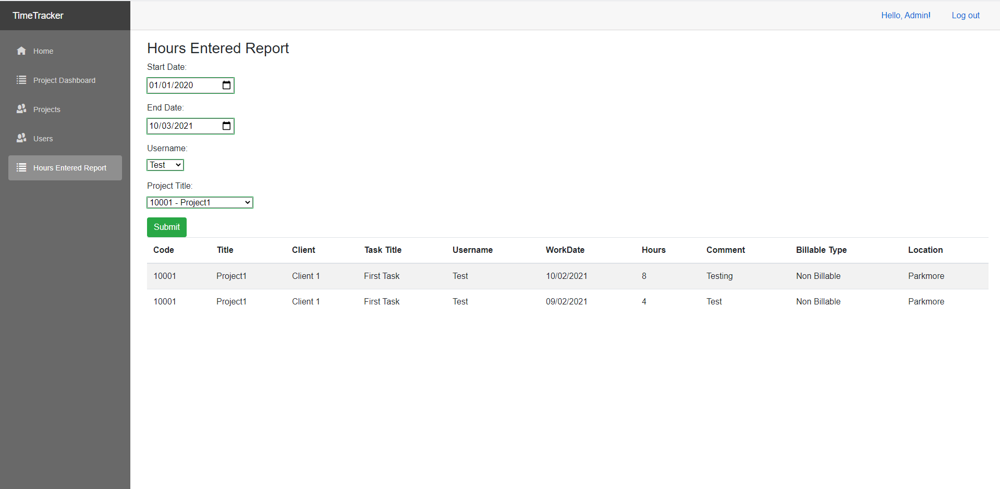 TimeTracker
Hello, Admin! Log out
Home
Project Dashboard
Projects
Users
Hours Entered Report
Hours Entered Report
Start Date:
01/01/2020
End Date:
10/03/2021
Username:
Test
Project Title:
10001 - Project1
Submit
Code Title Client Task Title Username WorkDate Hours Comment Billable Type Location
10001 Project1 Client 1 First Task Test 10/02/2021 8 Testing Non Billable Parkmore
10001 Project1 Client 1 First Task Test 09/02/2021 4 Test Non Billable Parkmore